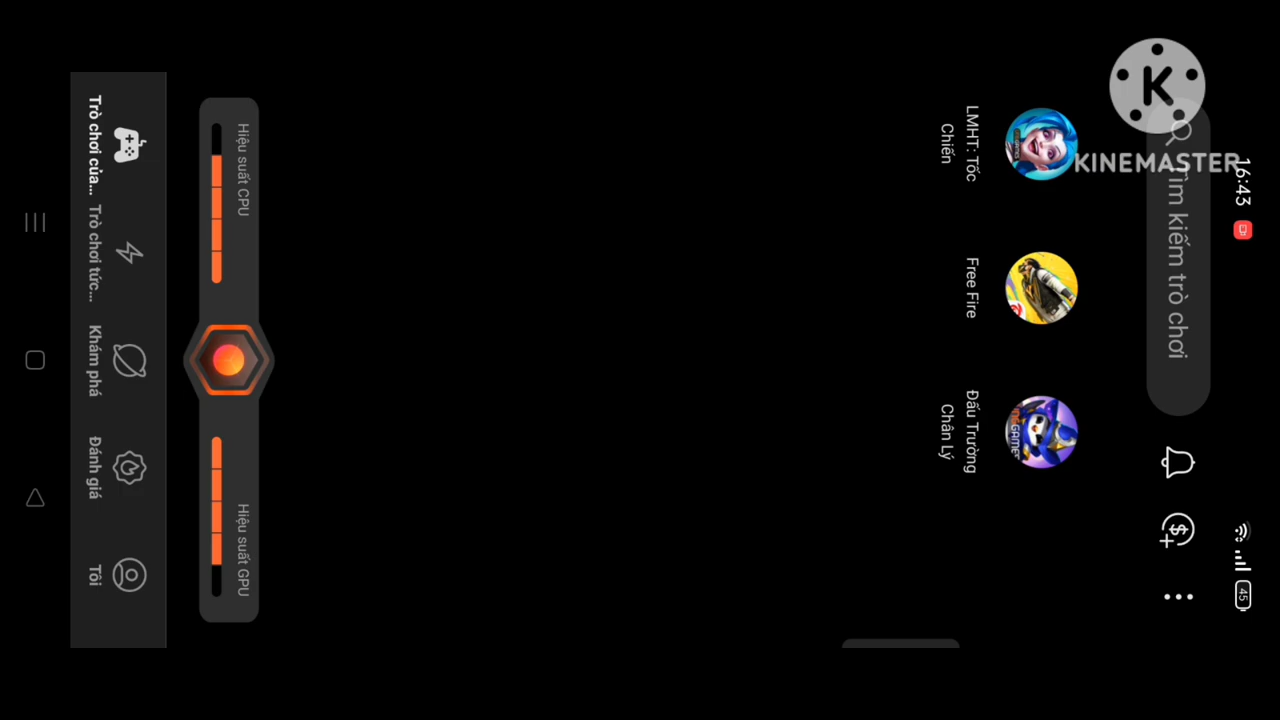 KINEMASTER
16:43
45
Tìm kiếm trò chơi
LMHT: Tốc
Chiến
Free Fire
Đấu Trường
Chân Lý
Hiệu suất CPU
Hiệu suất GPU
Trò chơi của...
Trò chơi tức...
Khám phá
Đánh giá
Tôi